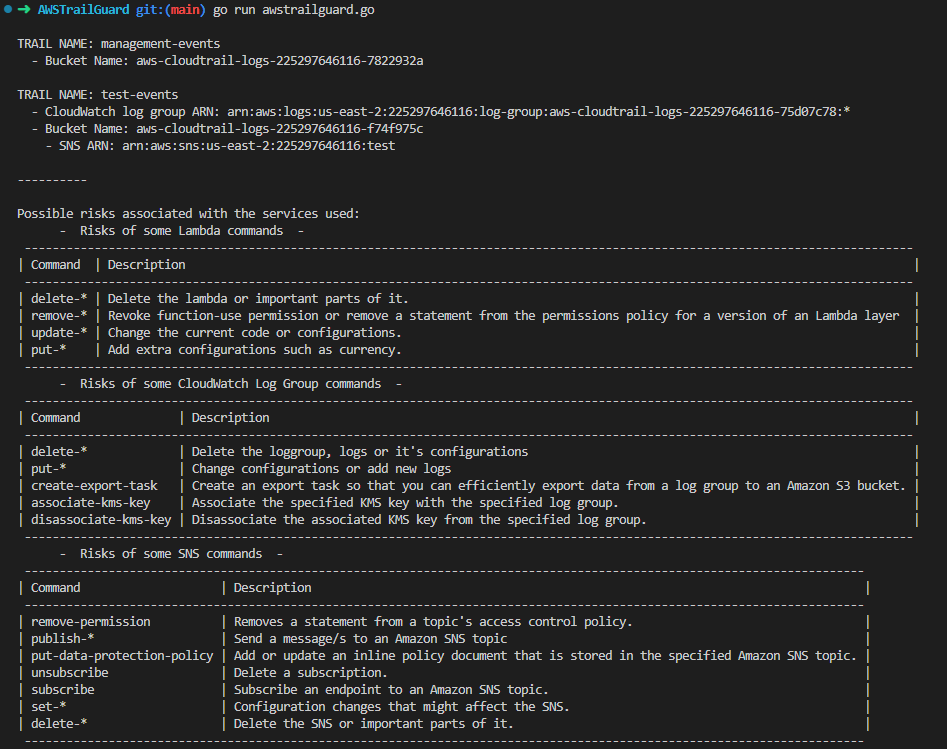 ➜ AWSTrailGuard git:(main) go run awstrailguard.go
TRAIL NAME: management-events
- Bucket Name: aws-cloudtrail-logs-225297646116-7822932a
TRAIL NAME: test-events
- CloudWatch log group ARN: arn:aws:logs:us-east-2:225297646116:log-group:aws-cloudtrail-logs-225297646116-75d07c78:*
- Bucket Name: aws-cloudtrail-logs-225297646116-f74f975c
- SNS ARN: arn:aws:sns:us-east-2:225297646116:test
----------
Possible risks associated with the services used:
- Risks of some Lambda commands -
| Command | Description |
| delete-* | Delete the lambda or important parts of it. |
| remove-* | Revoke function-use permission or remove a statement from the permissions policy for a version of an Lambda layer |
| update-* | Change the current code or configurations. |
| put-* | Add extra configurations such as currency. |
- Risks of some CloudWatch Log Group commands -
| Command | Description |
| delete-* | Delete the loggroup, logs or it's configurations |
| put-* | Change configurations or add new logs |
| create-export-task | Create an export task so that you can efficiently export data from a log group to an Amazon S3 bucket. |
| associate-kms-key | Associate the specified KMS key with the specified log group. |
| disassociate-kms-key | Disassociate the associated KMS key from the specified log group. |
- Risks of some SNS commands -
| Command | Description |
| remove-permission | Removes a statement from a topic's access control policy. |
| publish-* | Send a message/s to an Amazon SNS topic |
| put-data-protection-policy | Add or update an inline policy document that is stored in the specified Amazon SNS topic. |
| unsubscribe | Delete a subscription. |
| subscribe | Subscribe an endpoint to an Amazon SNS topic. |
| set-* | Configuration changes that might affect the SNS. |
| delete-* | Delete the SNS or important parts of it. |